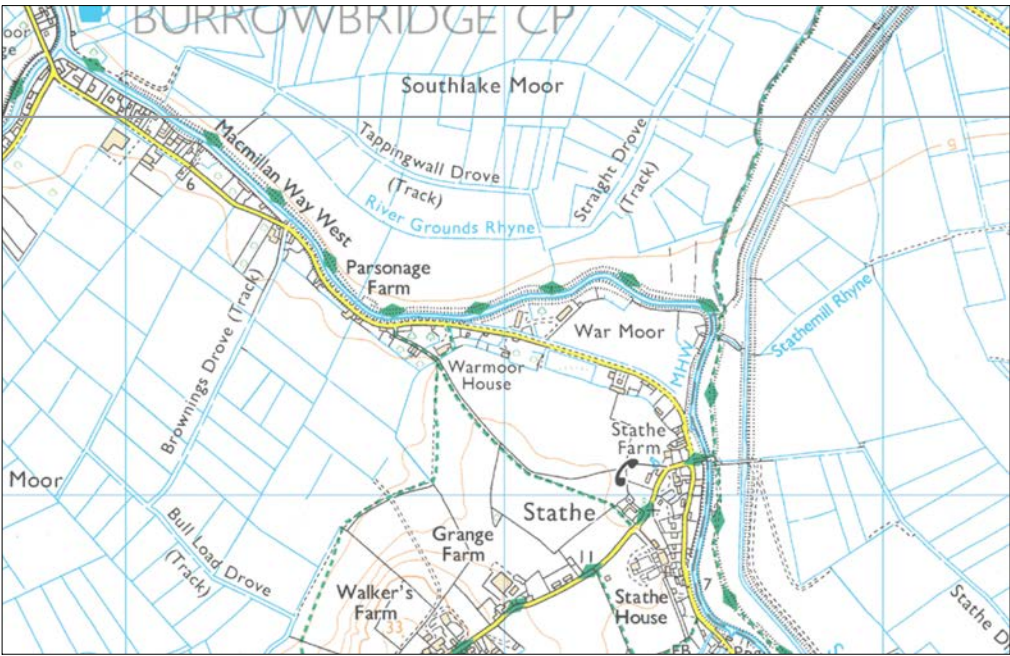 BURROWBRIDGE CP
Southlake Moor
Tappingwall Drove
(Track)
Straight Drove
(Track)
5
Macmillan Way West
6
River Grounds Rhyne
Parsonage
Farm
War Moor
Stathemill Rhyne
Brownings Drove (Track)
Warmoor
House
MHW
Stathe
Farm
Moor
Stathe
Bull Load Drove
(Track)
Grange
Farm
11
Walker's
Farm
33
Stathe
House
7
FB